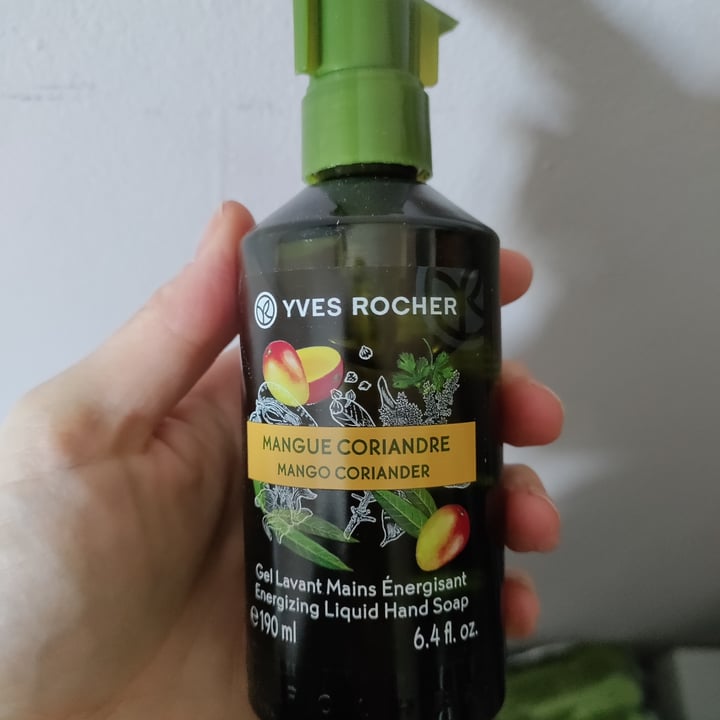 YVES ROCHER
MANGUE CORIANDRE
MANGO CORIANDER
Gel Lavant Mains Énergisant
Energizing Liquid Hand Soap
℮190 ml 6.4 fl. oz.